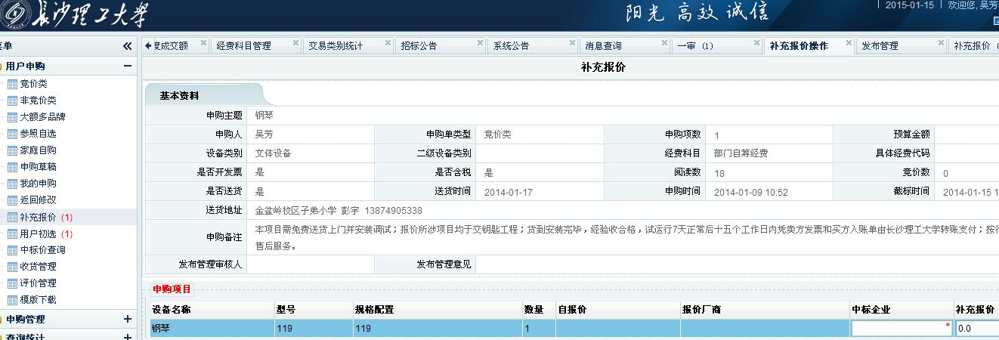 长沙理工大学
阳光 高效 诚信
2015-01-15 欢迎您, 吴芳
度成交额 经费科目管理 交易类别统计 招标公告 系统公告 消息查询 一审 (1) 补充报价操作 发布管理 补充报价
用户申购
竞价类
非竞价类
大额多品牌
参照自选
家庭自购
申购草稿
我的申购
返回修改
补充报价 (1)
用户初选 (1)
中标价查询
收货管理
评价管理
模版下载
申购管理
查询统计
补充报价
基本资料
申购主题 钢琴
申购人 吴芳 申购单类型 竞价类 申购项数 1 预算金额
设备类别 文体设备 二级设备类别 经费科目 部门自筹经费 具体经费代码
是否开发票 是 是否含税 是 阅读数 18 竞价数 0
是否送货 是 送货时间 2014-01-17 申购时间 2014-01-09 10:52 截标时间 2014-01-15 1
送货地址 金盆岭校区子弟小学 彭宇 13874905338
申购备注 本项目需免费送货上门并安装调试；报价所涉项目均于交钥匙工程；货到安装完毕，经验收合格，试运行7天正常后十五个工作日内凭卖方发票和买方入账单由长沙理工大学转账支付；按行
售后服务。
发布管理审核人 发布管理意见
申购项目
设备名称 型号 规格配置 数量 自报价 报价厂商 中标企业 补充报价
钢琴 119 119 1 * 0.0